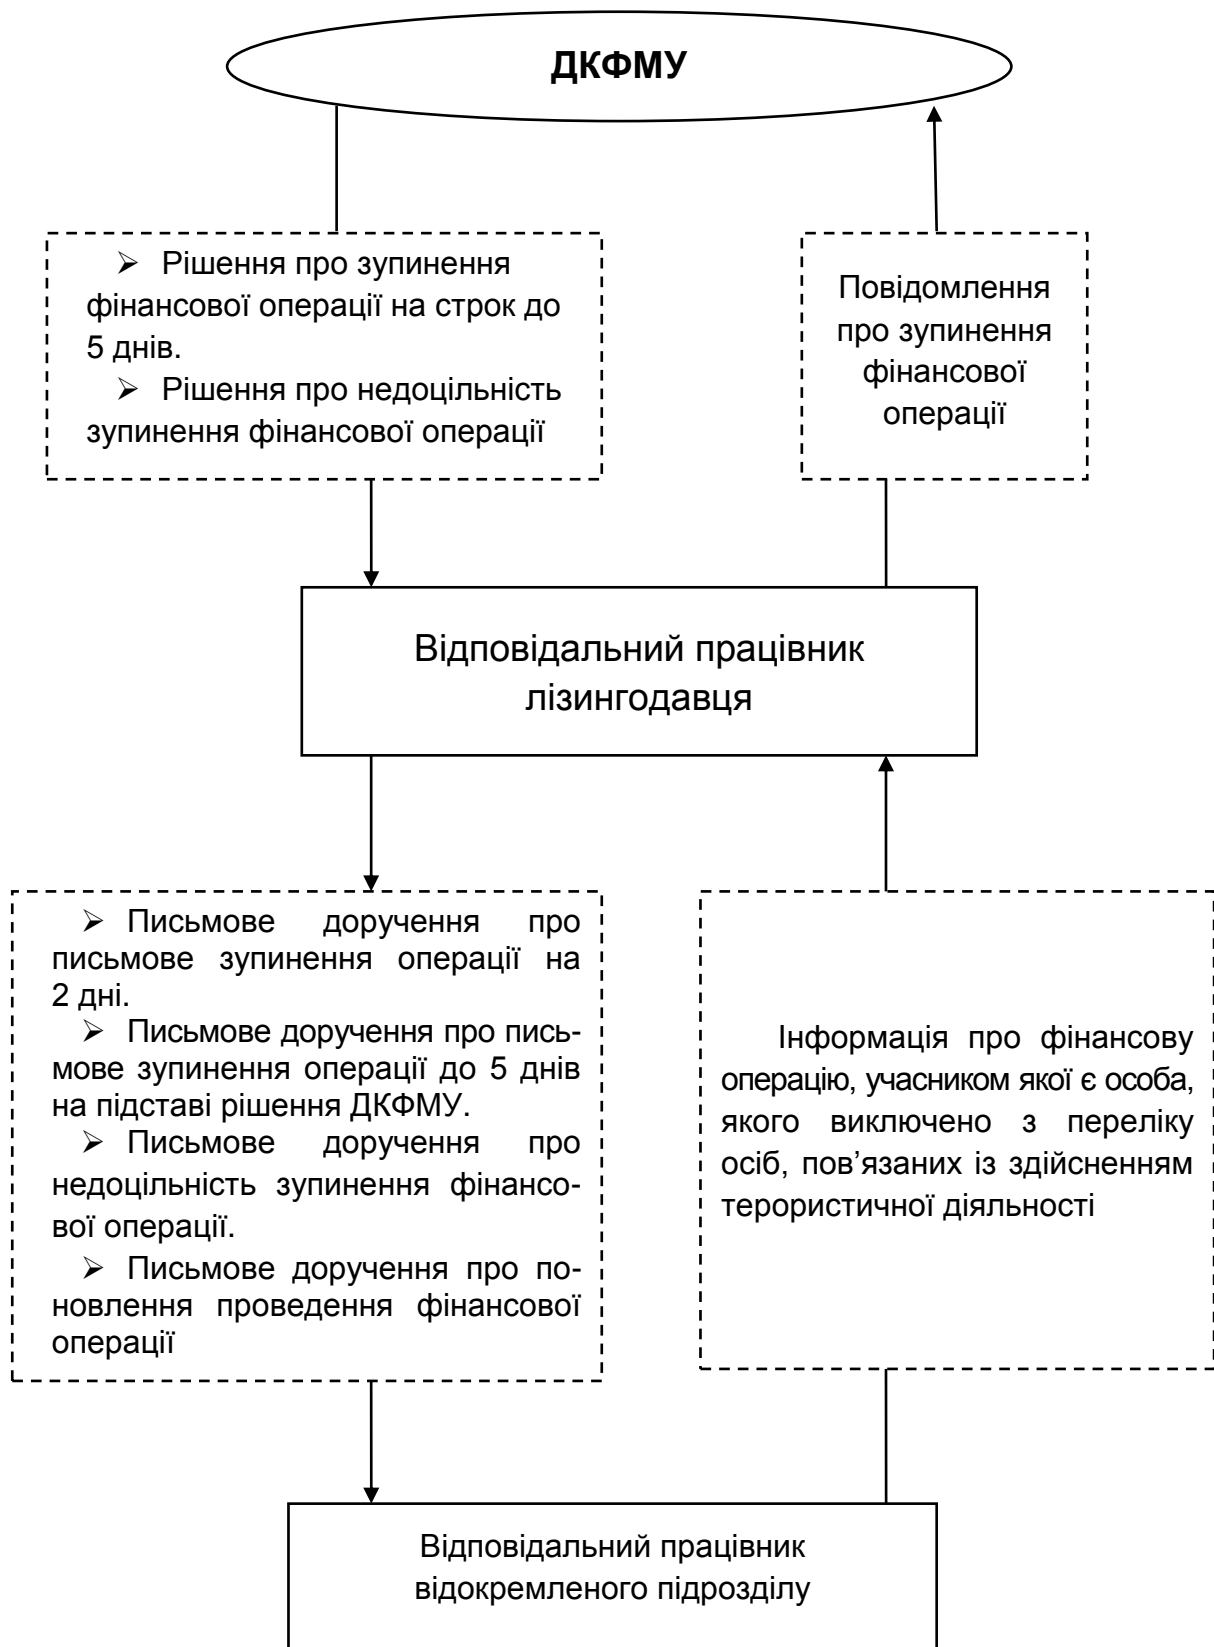 ДКФМУ
➢ Рішення про зупинення
фінансової операції на строк до
5 днів.
➢ Рішення про недоцільність
зупинення фінансової операції
Повідомлення
про зупинення
фінансової
операції
Відповідальний працівник
лізингодавця
➢ Письмове доручення про
письмове зупинення операції на
2 дні.
➢ Письмове доручення про пись-
мове зупинення операції до 5 днів
на підставі рішення ДКФМУ.
➢ Письмове доручення про
недоцільність зупинення фінансо-
вої операції.
➢ Письмове доручення про по-
новлення проведення фінансової
операції
Інформація про фінансову
операцію, учасником якої є особа,
якого виключено з переліку
осіб, пов’язаних із здійсненням
терористичної діяльності
Відповідальний працівник
відокремленого підрозділу